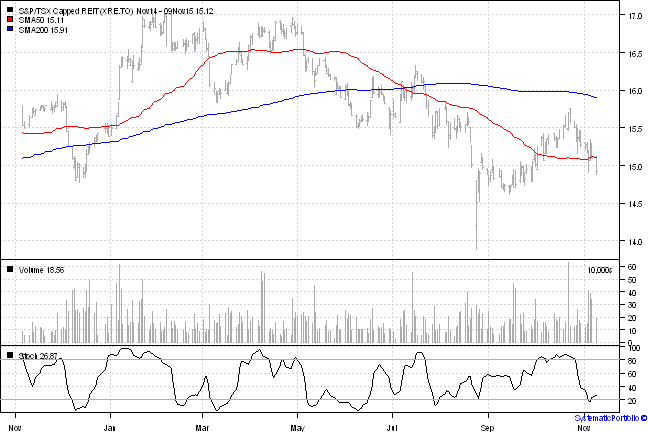 S&P/TSX Capped REIT (XRE.TO) Nov14 - 09Nov15 15.12
SMA50 15.11
SMA200 15.91
17.0
16.5
16.0
15.5
15.0
14.5
14.0
Volume 18.56
10,000s
60
50
40
30
20
10
0
Stoch 26.87
100
80
60
40
20
Nov Jan Mar May Jul Sep Nov
SystematicPortfolio ©